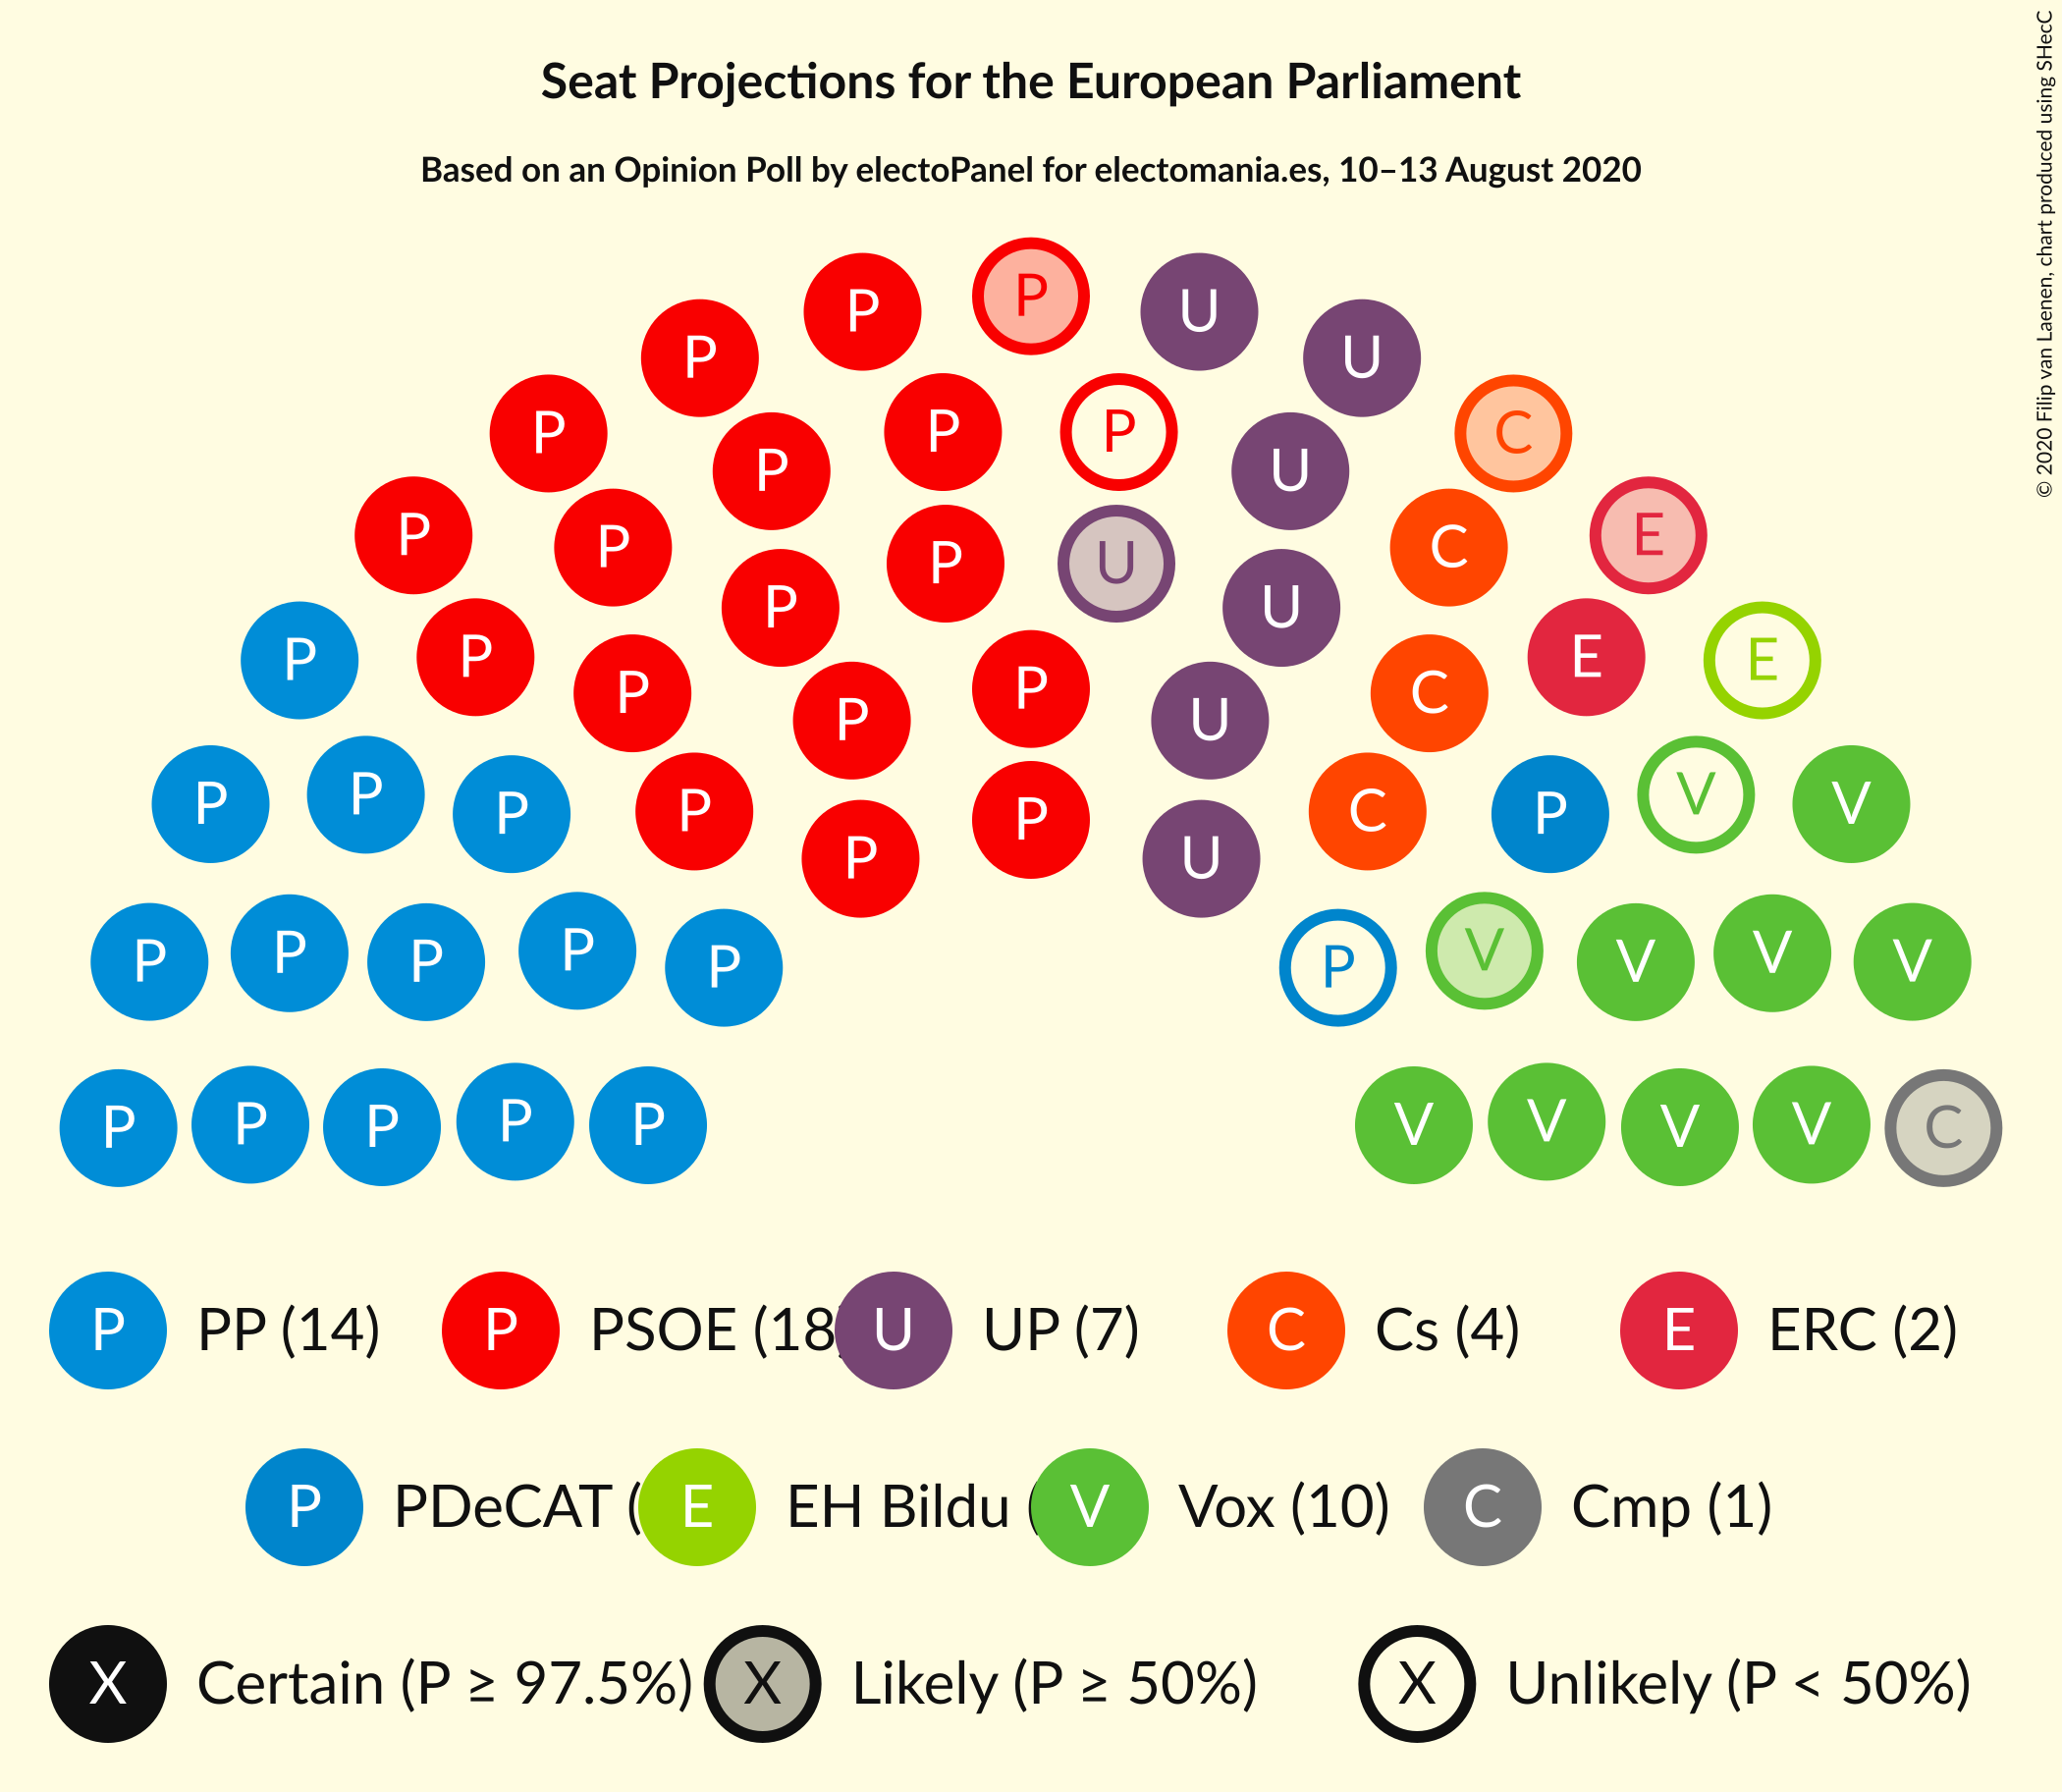 Seat Projections for the European Parliament
Based on an Opinion Poll by electoPanel for electomania.es, 10–13 August 2020
© 2020 Filip van Laenen, chart produced using SHecC
P P P U U
P P P P U C
P P P P U U C E
P P P P P U C E E
P P P P P P U C P V V
P P P P P P V V V V
P P P P P V V V V C
P PP (14) P PSOE (18) U UP (7) C Cs (4) E ERC (2)
P PDeCAT ( E EH Bildu ( V Vox (10) C Cmp (1)
X Certain (P ≥ 97.5%) X Likely (P ≥ 50%) X Unlikely (P < 50%)